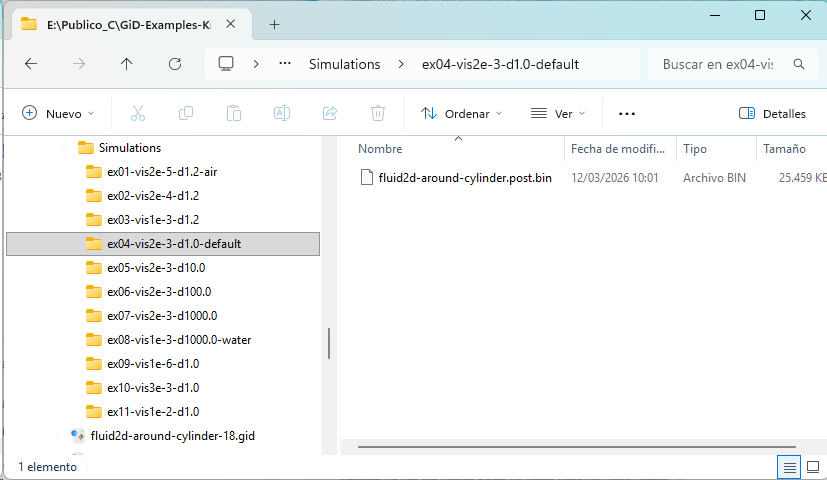 E:\Publico_C\GiD-Examples-K
Simulations > ex04-vis2e-3-d1.0-default
Buscar en ex04-vis
Nuevo
Ordenar
Ver
Detalles
Simulations
ex01-vis2e-5-d1.2-air
ex02-vis2e-4-d1.2
ex03-vis1e-3-d1.2
ex04-vis2e-3-d1.0-default
ex05-vis2e-3-d10.0
ex06-vis2e-3-d100.0
ex07-vis2e-3-d1000.0
ex08-vis1e-3-d1000.0-water
ex09-vis1e-6-d1.0
ex10-vis3e-3-d1.0
ex11-vis1e-2-d1.0
fluid2d-around-cylinder-18.gid
Nombre Fecha de modifi... Tipo Tamaño
fluid2d-around-cylinder.post.bin 12/03/2026 10:01 Archivo BIN 25.459 KB
1 elemento